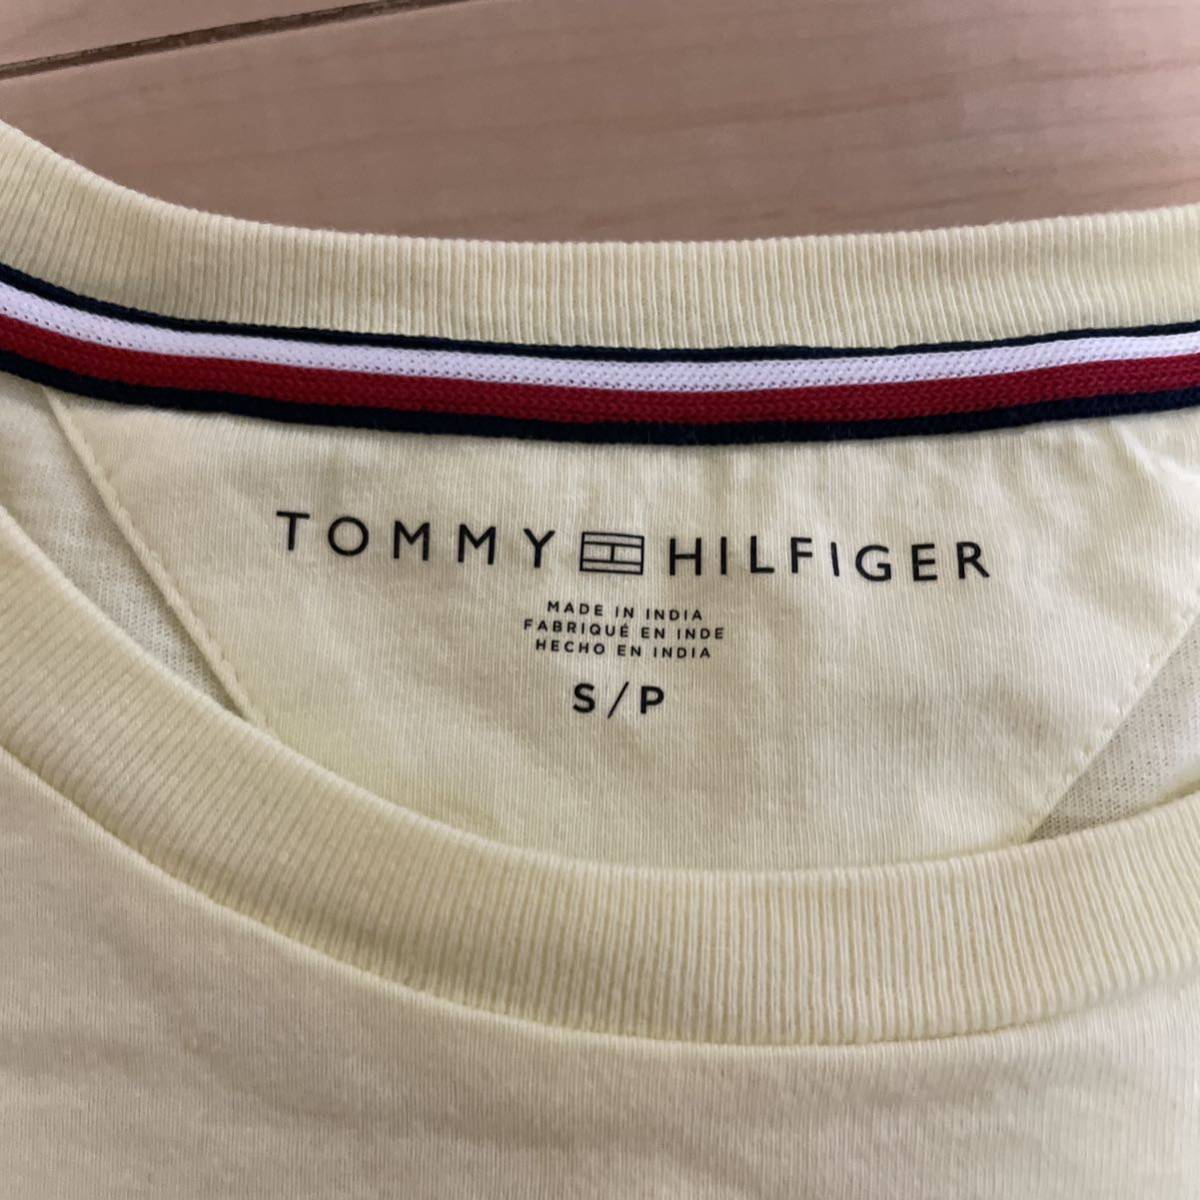 TOMMY HILFIGER
MADE IN INDIA
FABRIQUÉ EN INDE
HECHO EN INDIA
S/P